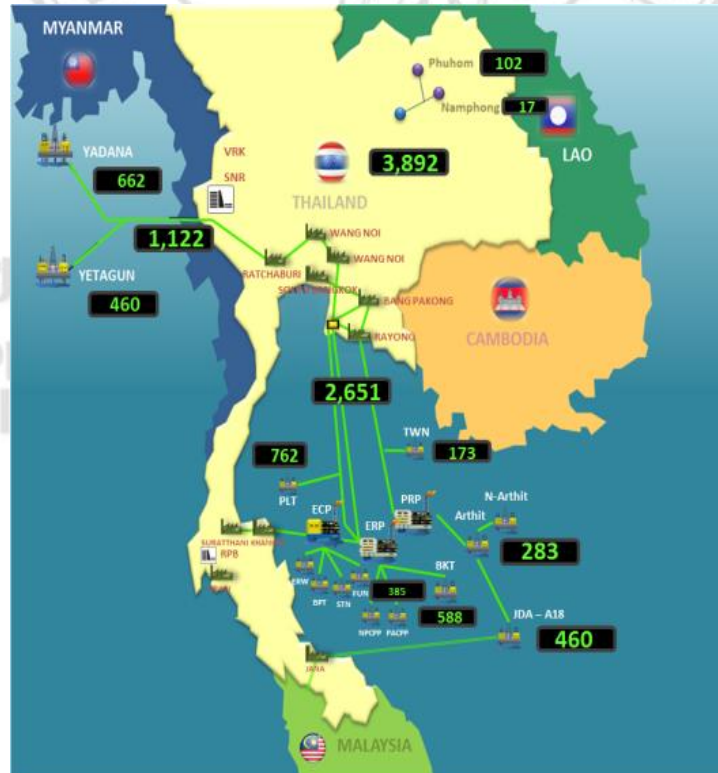 MYANMAR
Phuhom 102
Namphong 17
YADANA
662
VRK
SNR
3,892
LAO
THAILAND
1,122
WANG NOI
WANG NOI
YETAGUN
460
RATCHABURI
BANG PAKONG
RAYONG
CAMBODIA
2,651
762
TWN
173
PLT
ECP
PRP
N-Arthit
Arthit
ERP
283
SURATTHANI KHANOM
RPB
BKT
ERW
BPT
STN
FUN
385
588
NPCPP
PACPP
JDA – A18
460
JANA
MALAYSIA